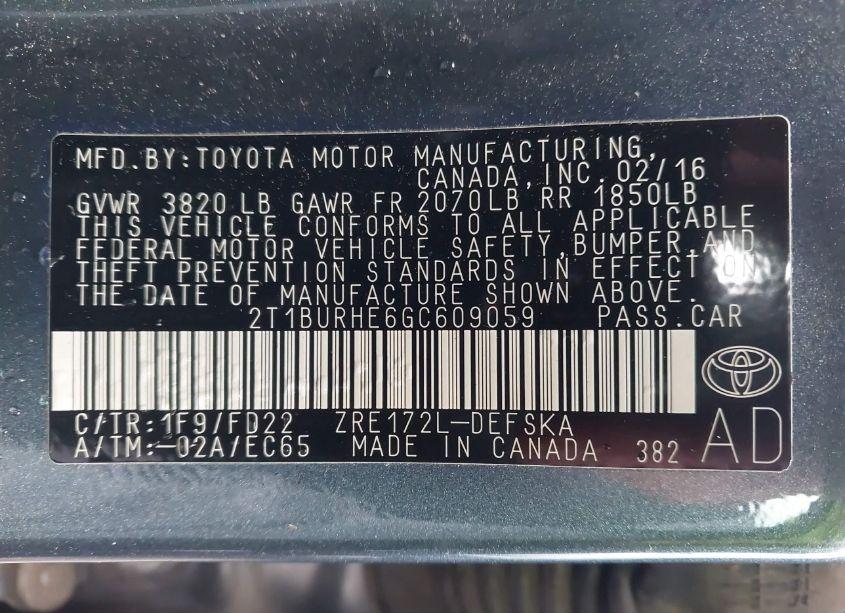 MFD.BY:TOYOTA MOTOR MANUFACTURING,
CANADA,INC.02/16
GVWR 3820 LB GAWR FR 2070LB RR 1850LB
THIS VEHICLE CONFORMS TO ALL APPLICABLE
FEDERAL MOTOR VEHICLE SAFETY,BUMPER,AND
THEFT PREVENTION STANDARDS IN EFFECT ON
THE DATE OF MANUFACTURE SHOWN ABOVE.
2T1BURHE6GC609059 PASS.CAR
C/TR:1F9/FD22 ZRE172L-DEFSKA
A/TM:-02A/EC65 MADE IN CANADA 382 AD